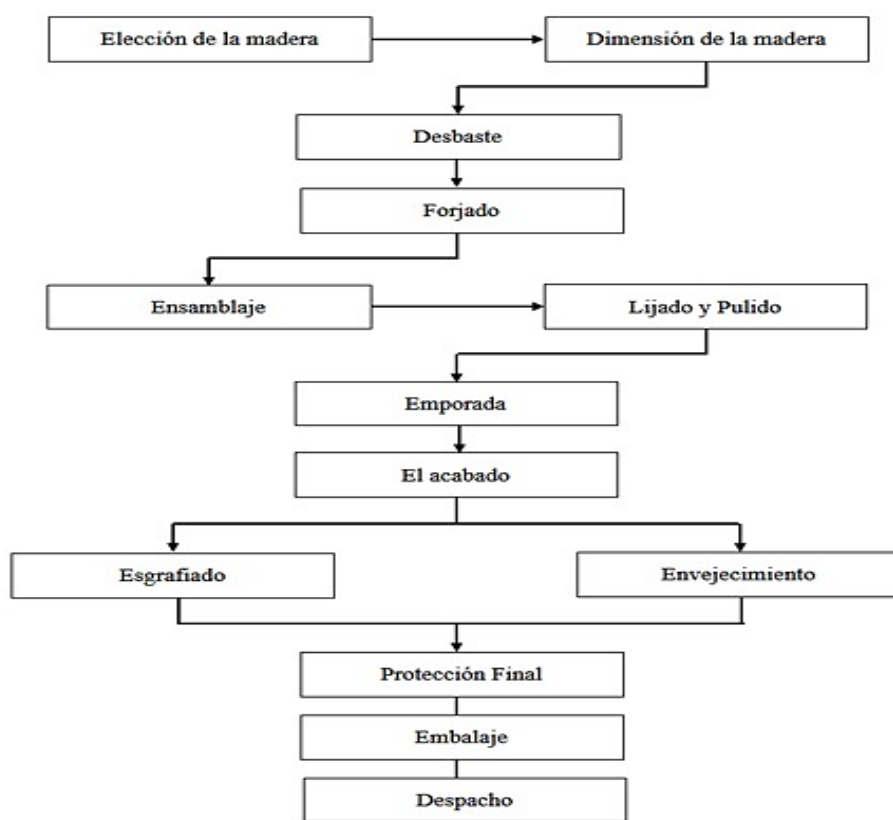 Elección de la madera
Dimensión de la madera
Desbaste
Forjado
Ensamblaje
Lijado y Pulido
Emporada
El acabado
Esgrafiado
Envejecimiento
Protección Final
Embalaje
Despacho